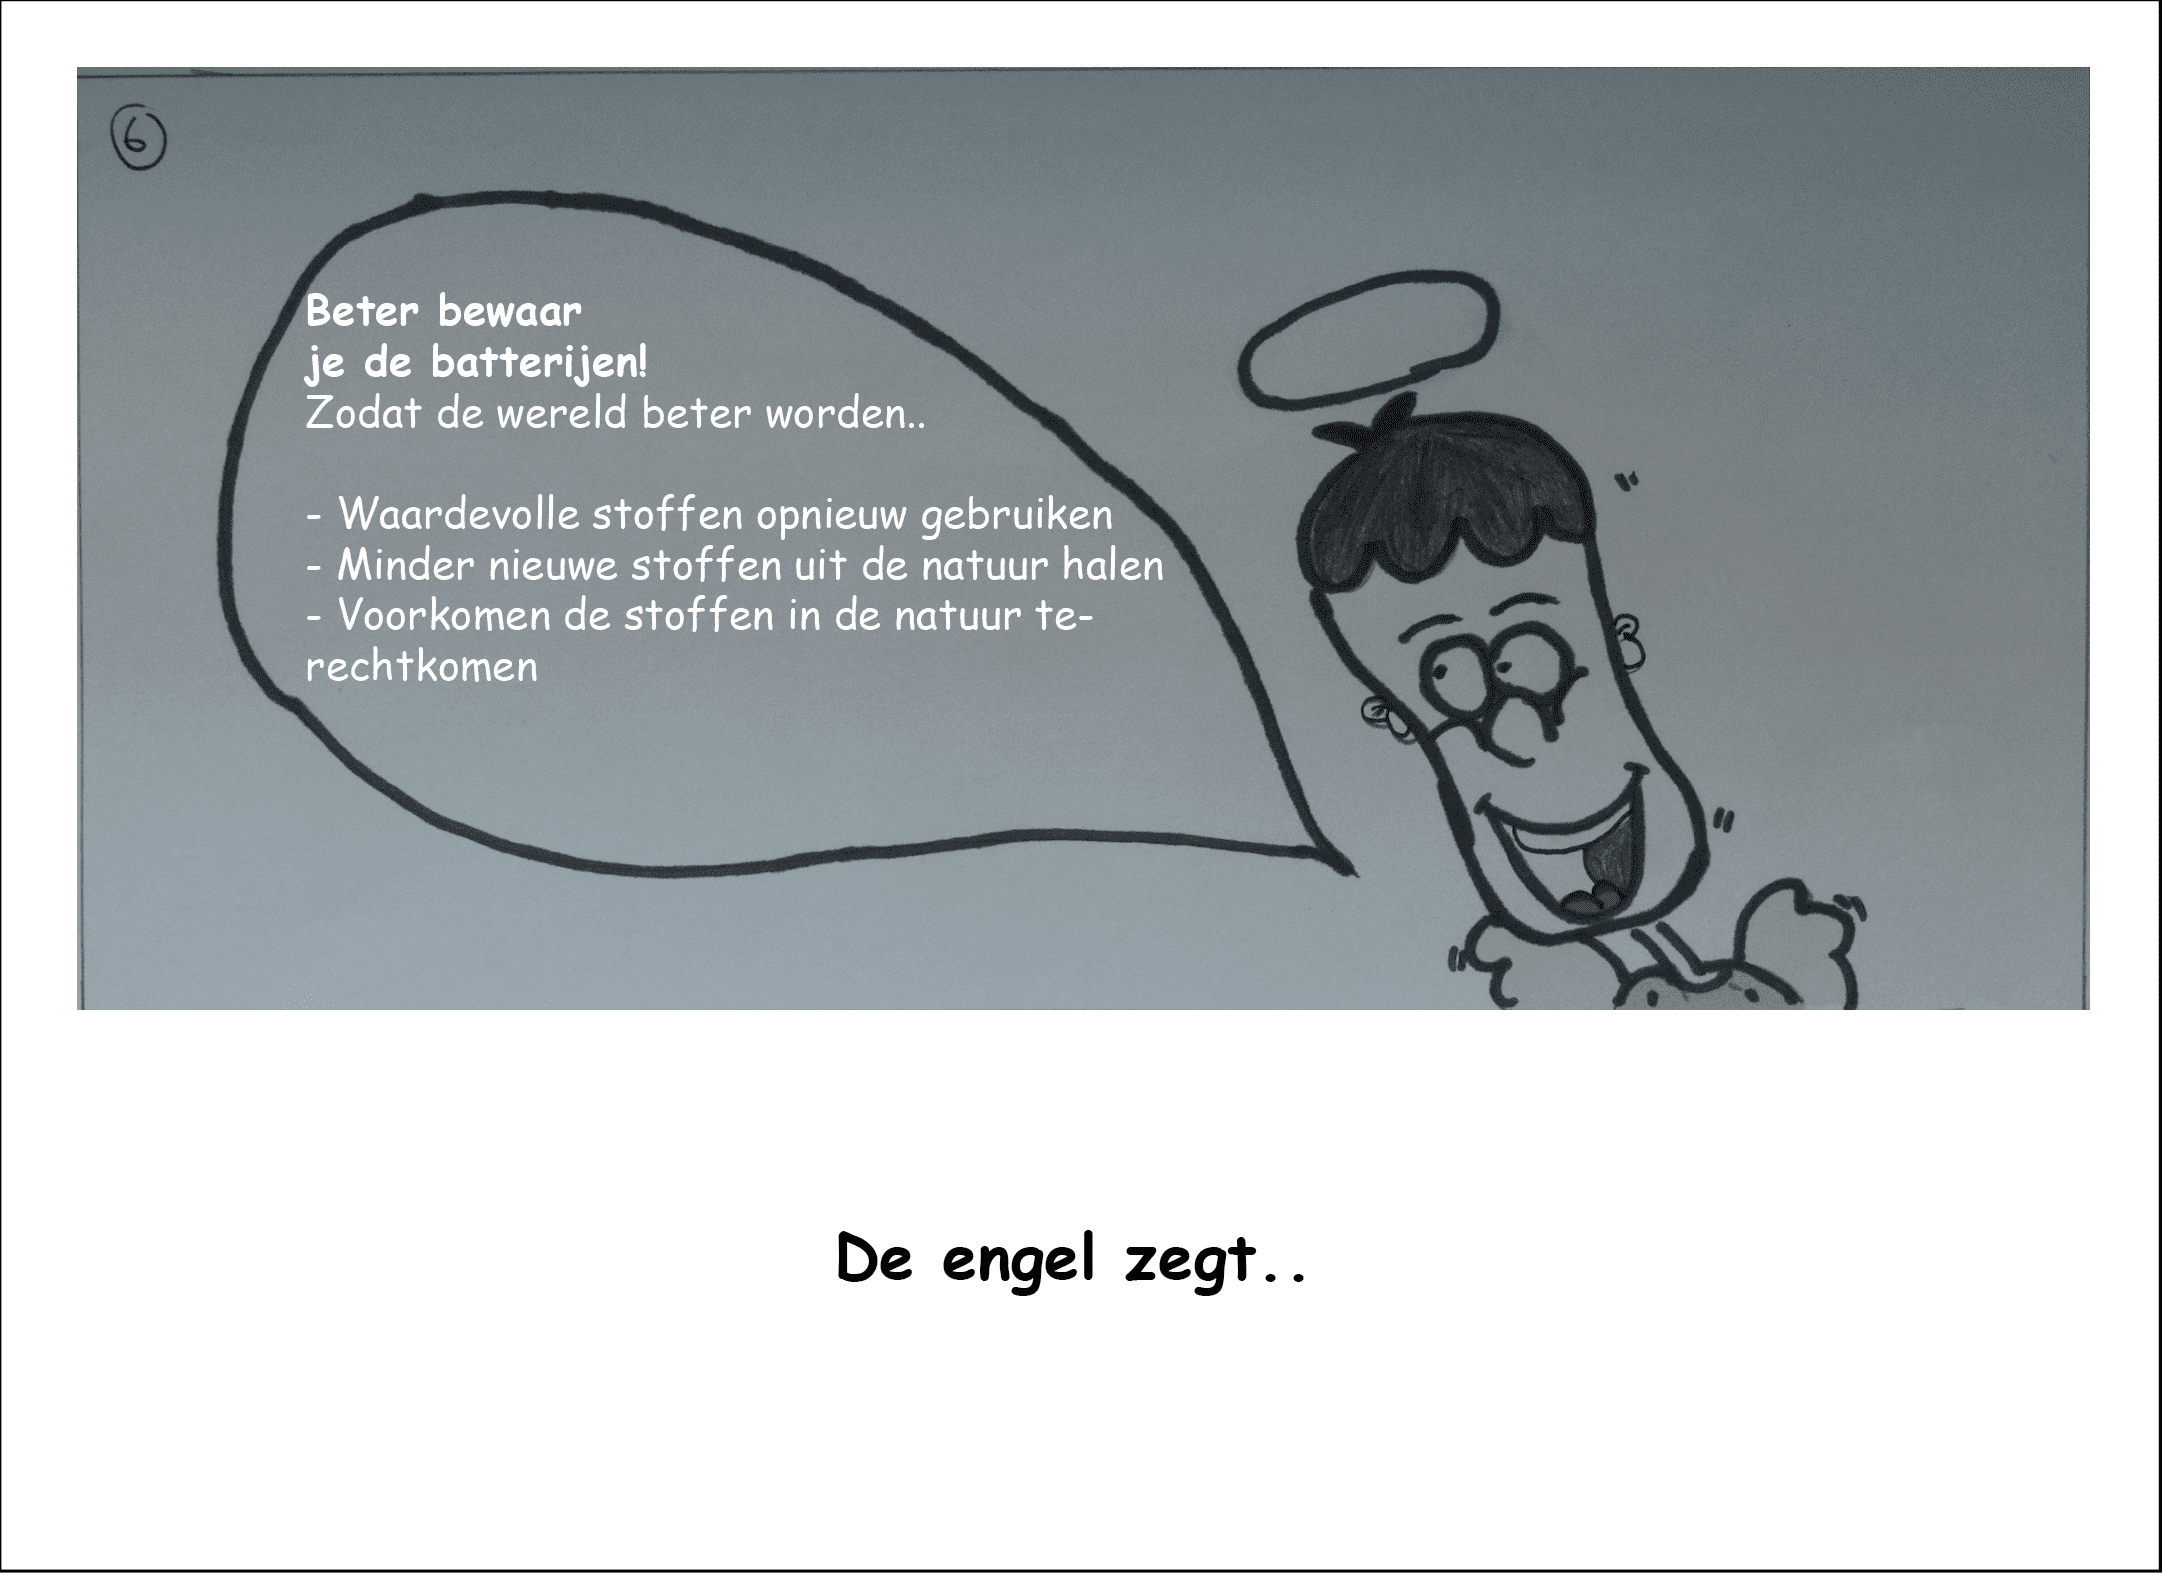 6
Beter bewaar
je de batterijen!
Zodat de wereld beter worden..
- Waardevolle stoffen opnieuw gebruiken
- Minder nieuwe stoffen uit de natuur halen
- Voorkomen de stoffen in de natuur te-
rechtkomen
De engel zegt..